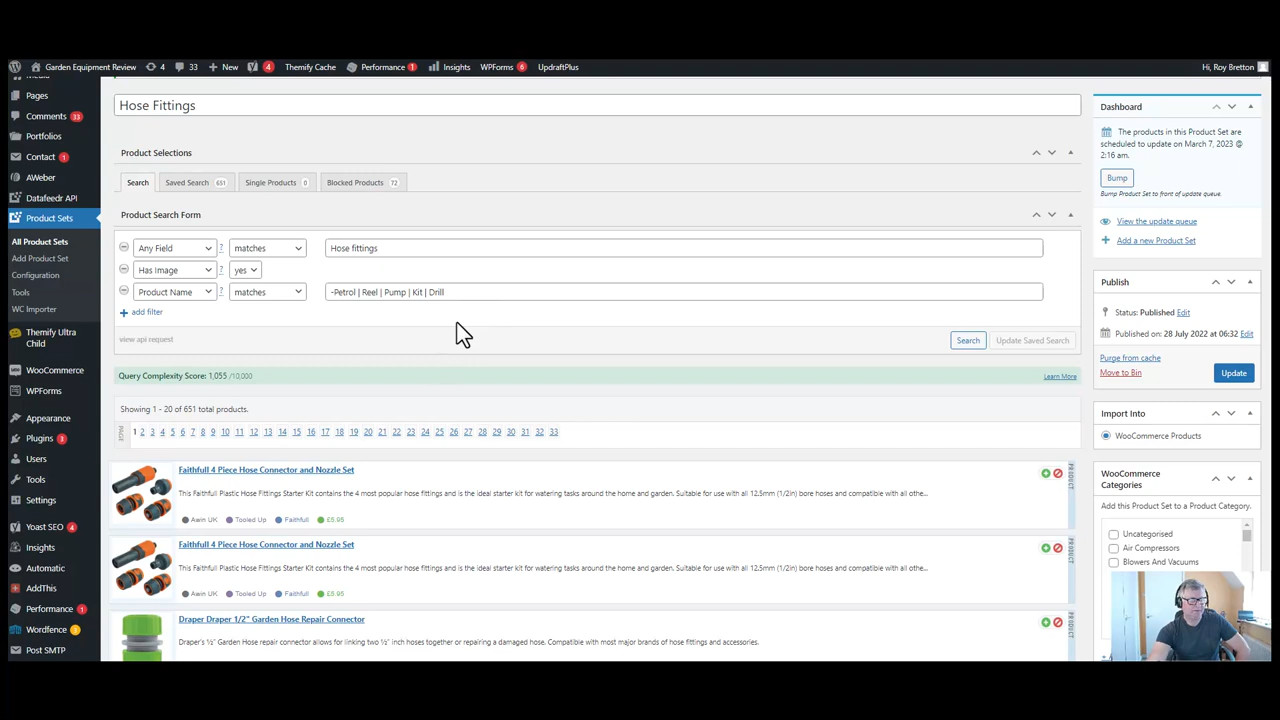 Garden Equipment Review 4 33 New 4 Themify Cache Performance 1 Insights WPForms 6 UpdraftPlus Hi, Roy Bretton
Media
Pages
Comments 33
Portfolios
Contact 1
AWeber
Datafeedr API
Product Sets
All Product Sets
Add Product Set
Configuration
Tools
WC Importer
Themify Ultra
Child
WooCommerce
WPForms
Appearance
Plugins 3
Users
Tools
Settings
Yoast SEO 4
Insights
Automatic
AddThis
Performance 1
Wordfence 3
Post SMTP
Hose Fittings
Product Selections
Search Saved Search 651 Single Products 0 Blocked Products 72
Product Search Form
Any Field ? matches Hose fittings
Has Image ? yes
Product Name ? matches -Petrol | Reel | Pump | Kit | Drill
add filter
view api request Search Update Saved Search
Query Complexity Score: 1,055 /10,000 Learn More
Showing 1 - 20 of 651 total products.
PAGE 1 2 3 4 5 6 7 8 9 10 11 12 13 14 15 16 17 18 19 20 21 22 23 24 25 26 27 28 29 30 31 32 33
Faithfull 4 Piece Hose Connector and Nozzle Set
This Faithfull Plastic Hose Fittings Starter Kit contains the 4 most popular hose fittings and is the ideal starter kit for watering tasks around the home and garden. Suitable for use with all 12.5mm (1/2in) bore hoses and compatible with all othe...
Awin UK Tooled Up Faithfull £5.95
PRODUCT
Faithfull 4 Piece Hose Connector and Nozzle Set
This Faithfull Plastic Hose Fittings Starter Kit contains the 4 most popular hose fittings and is the ideal starter kit for watering tasks around the home and garden. Suitable for use with all 12.5mm (1/2in) bore hoses and compatible with all othe...
Awin UK Tooled Up Faithfull £5.95
PRODUCT
Draper Draper 1/2" Garden Hose Repair Connector
Draper's ½" Garden Hose repair connector allows for linking two ½" inch hoses together or repairing a damaged hose. Compatible with most major brands of hose fittings and accessories.
PRODUCT
Dashboard
The products in this Product Set are
scheduled to update on March 7, 2023 @
2:16 am.
Bump
Bump Product Set to front of update queue.
View the update queue
Add a new Product Set
Publish
Status: Published Edit
Published on: 28 July 2022 at 06:32 Edit
Purge from cache
Move to Bin
Update
Import Into
WooCommerce Products
WooCommerce
Categories
Add this Product Set to a Product Category.
Uncategorised
Air Compressors
Blowers And Vacuums